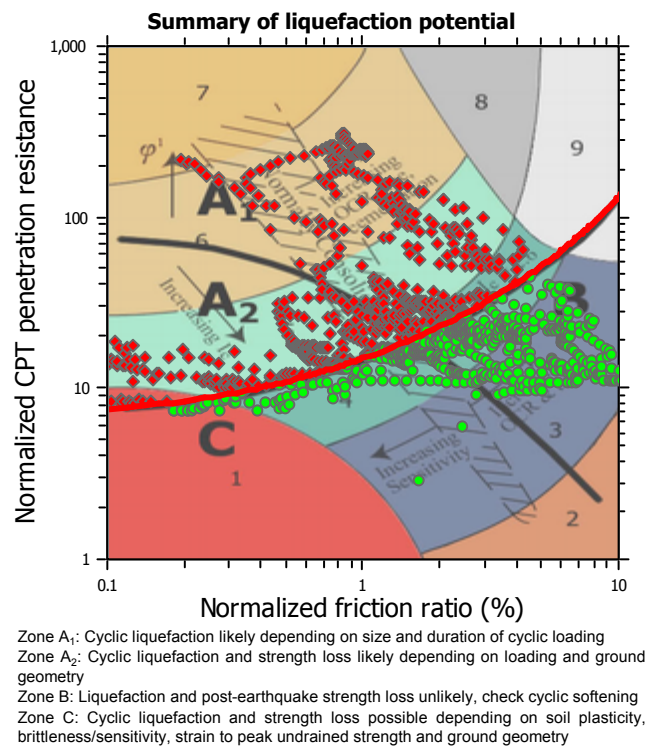 Summary of liquefaction potential
1,000
100
10
1
Normalized CPT penetration resistance
7
8
9
φ'
A1
6
A2
Increasing
Increasing
OCR
B
4
C
1
Increasing
Sensitivity
3
2
0.1
1
10
Normalized friction ratio (%)
Zone A1: Cyclic liquefaction likely depending on size and duration of cyclic loading
Zone A2: Cyclic liquefaction and strength loss likely depending on loading and ground
geometry
Zone B: Liquefaction and post-earthquake strength loss unlikely, check cyclic softening
Zone C: Cyclic liquefaction and strength loss possible depending on soil plasticity,
brittleness/sensitivity, strain to peak undrained strength and ground geometry